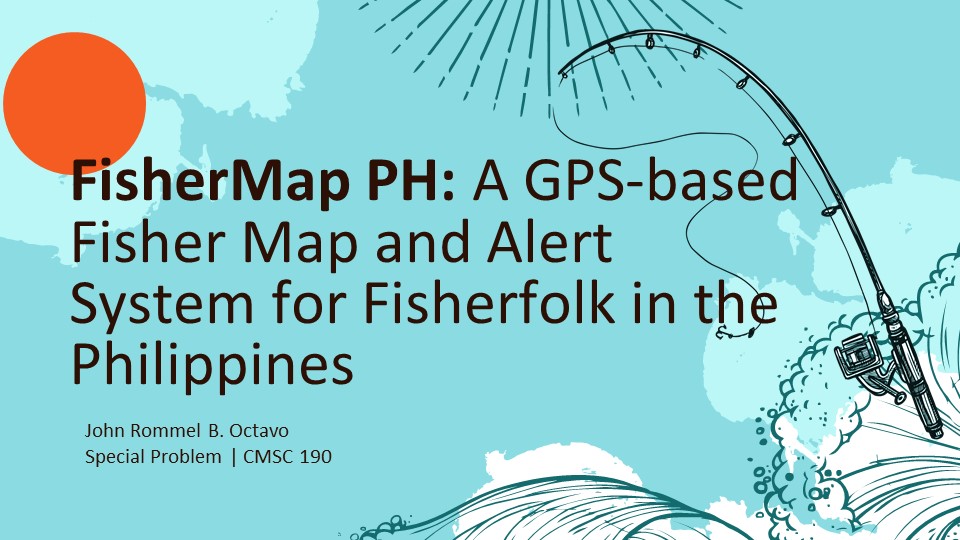 FisherMap PH: A GPS-based
Fisher Map and Alert
System for Fisherfolk in the
Philippines
John Rommel B. Octavo
Special Problem | CMSC 190